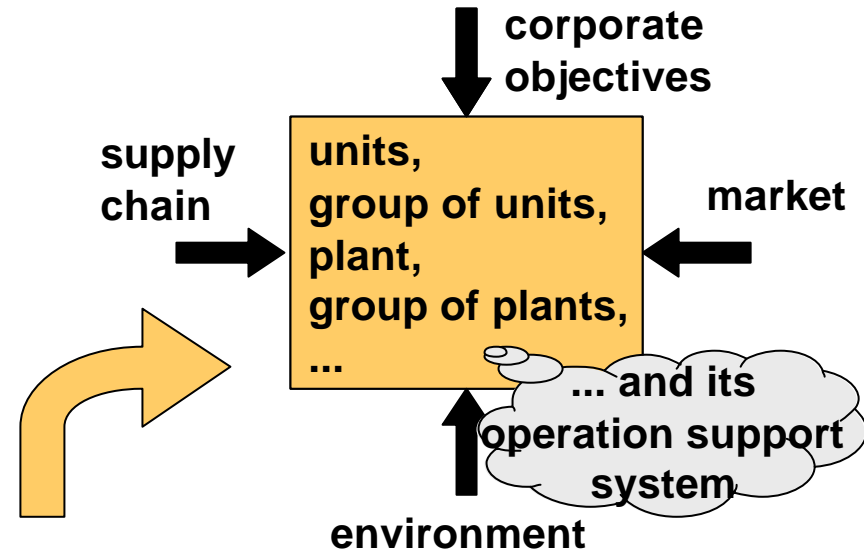 corporate
objectives
supply
chain
units,
group of units,
plant,
group of plants,
...
market
... and its
operation support
system
environment